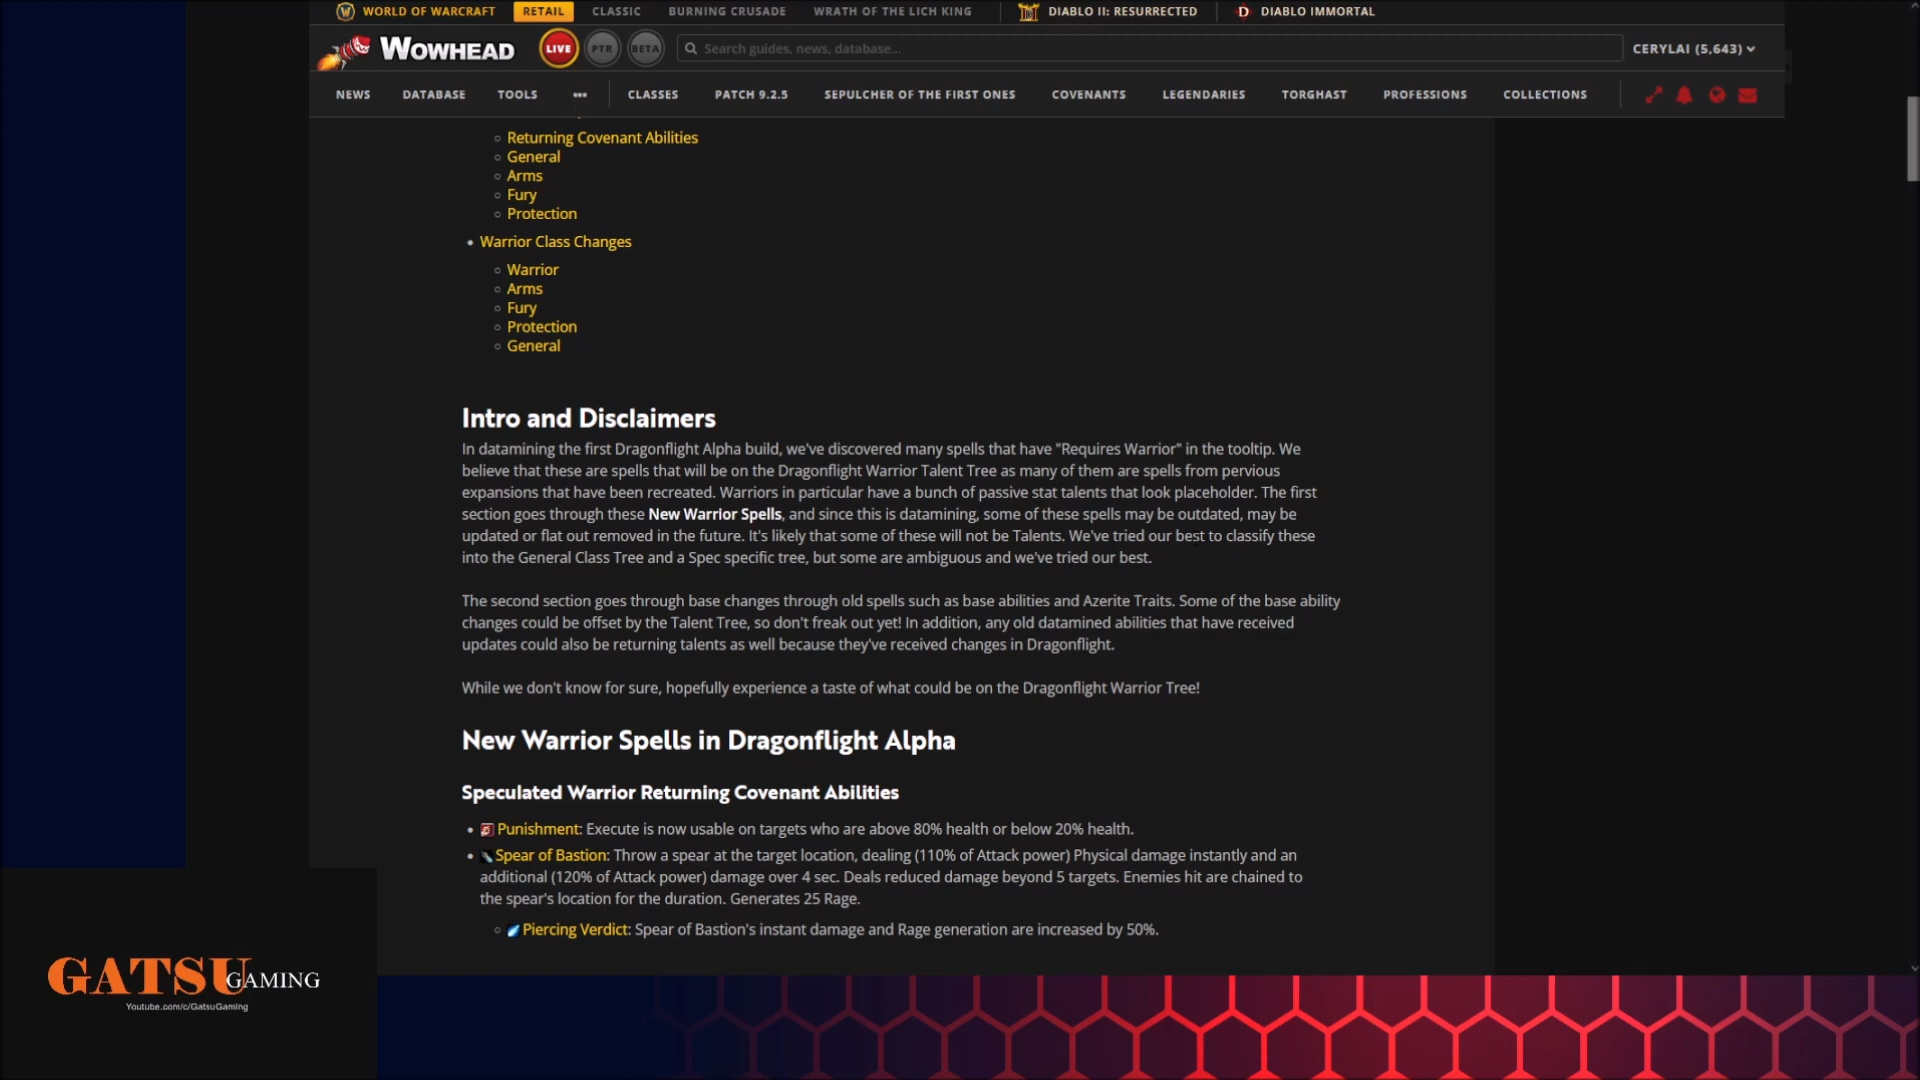 WORLD OF WARCRAFT RETAIL CLASSIC BURNING CRUSADE WRATH OF THE LICH KING DIABLO II: RESURRECTED DIABLO IMMORTAL
WOWHEAD LIVE PTR BETA Search guides, news, database... CERYLAI (5,643)
NEWS DATABASE TOOLS ••• CLASSES PATCH 9.2.5 SEPULCHER OF THE FIRST ONES COVENANTS LEGENDARIES TORGHAST PROFESSIONS COLLECTIONS
Returning Covenant Abilities
General
Arms
Fury
Protection
Warrior Class Changes
Warrior
Arms
Fury
Protection
General
Intro and Disclaimers
In datamining the first Dragonflight Alpha build, we've discovered many spells that have "Requires Warrior" in the tooltip. We
believe that these are spells that will be on the Dragonflight Warrior Talent Tree as many of them are spells from pervious
expansions that have been recreated. Warriors in particular have a bunch of passive stat talents that look placeholder. The first
section goes through these New Warrior Spells, and since this is datamining, some of these spells may be outdated, may be
updated or flat out removed in the future. It's likely that some of these will not be Talents. We've tried our best to classify these
into the General Class Tree and a Spec specific tree, but some are ambiguous and we've tried our best.
The second section goes through base changes through old spells such as base abilities and Azerite Traits. Some of the base ability
changes could be offset by the Talent Tree, so don't freak out yet! In addition, any old datamined abilities that have received
updates could also be returning talents as well because they've received changes in Dragonflight.
While we don't know for sure, hopefully experience a taste of what could be on the Dragonflight Warrior Tree!
New Warrior Spells in Dragonflight Alpha
Speculated Warrior Returning Covenant Abilities
Punishment: Execute is now usable on targets who are above 80% health or below 20% health.
Spear of Bastion: Throw a spear at the target location, dealing (110% of Attack power) Physical damage instantly and an
additional (120% of Attack power) damage over 4 sec. Deals reduced damage beyond 5 targets. Enemies hit are chained to
the spear's location for the duration. Generates 25 Rage.
Piercing Verdict: Spear of Bastion's instant damage and Rage generation are increased by 50%.
GATSU GAMING
Youtube.com/c/GatsuGaming